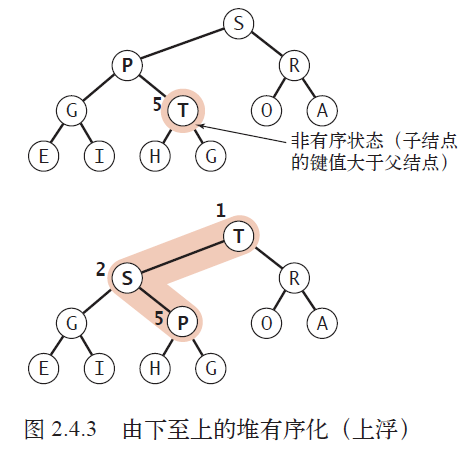 S
P R
G 5 T O A
E I H G
非有序状态（子结点
的键值大于父结点）
1
T
2 S R
G 5 P O A
E I H G
图 2.4.3 由下至上的堆有序化（上浮）